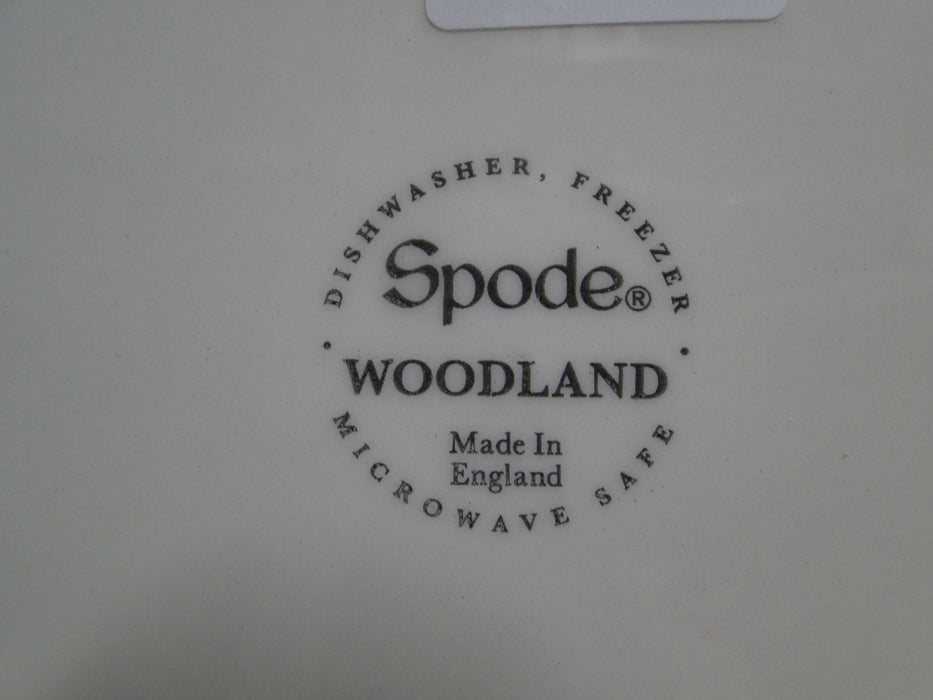 DISHWASHER, FREEZER
Spode®
· WOODLAND ·
Made In
England
MICROWAVE SAFE